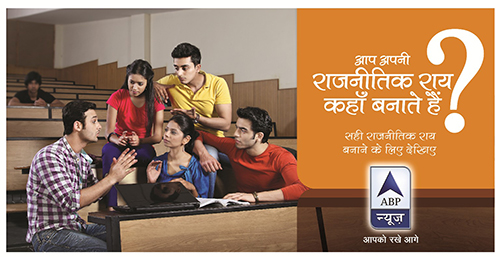 आप अपनी
राजनीतिक राय
कहाँ बनाते हैं?
सही राजनीतिक राय
बनाने के लिए देखिए
ABP
न्यूज़
आपको रखे आगे